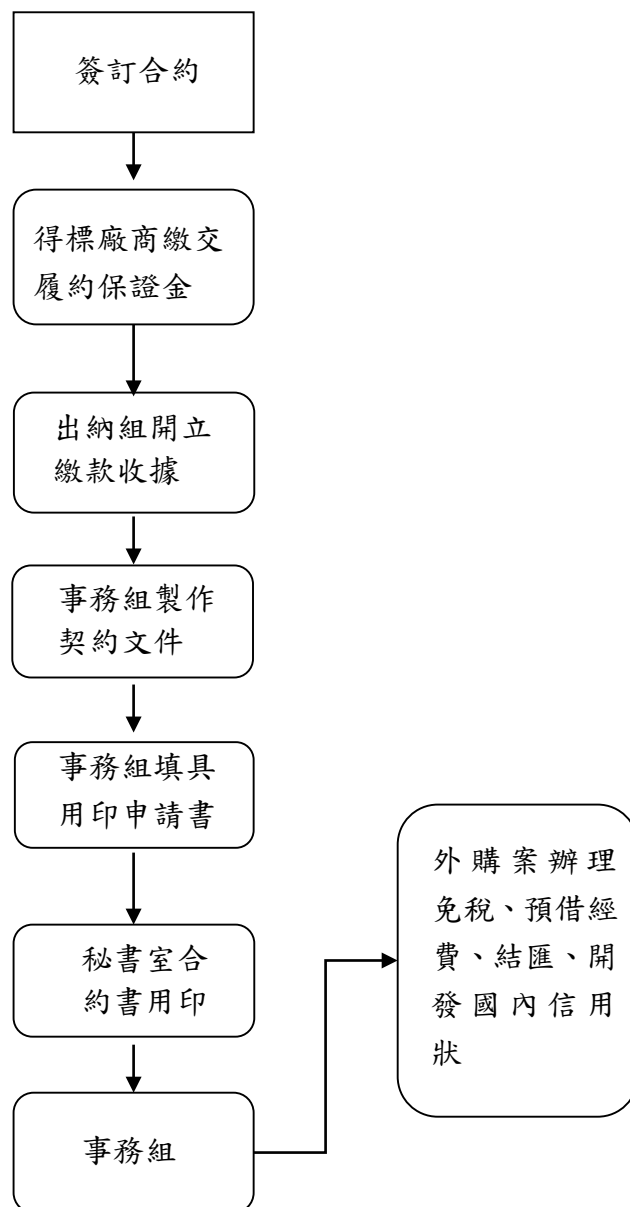 簽訂合約
得標廠商繳交
履約保證金
出納組開立
繳款收據
事務組製作
契約文件
事務組填具
用印申請書
秘書室合
約書用印
事務組
外購案辦理
免稅、預借經
費、結匯、開
發國內信用
狀